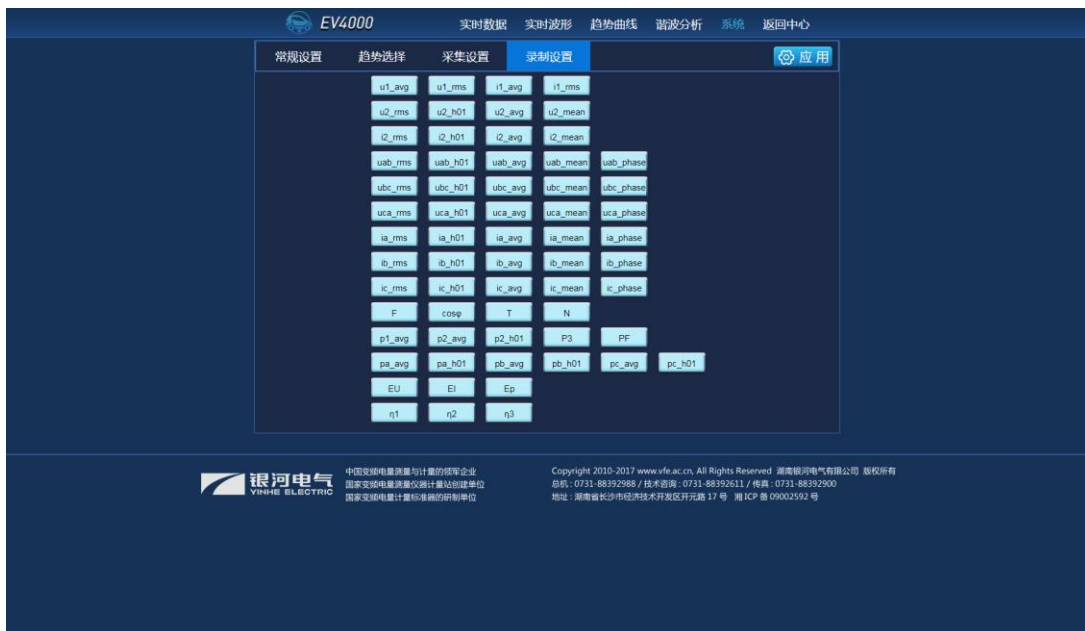 EV4000 实时数据 实时波形 趋势曲线 谐波分析 系统 返回中心
常规设置 趋势选择 采集设置 录制设置 应用
u1_avg u1_rms i1_avg i1_rms
u2_rms u2_h01 u2_avg u2_mean
i2_rms i2_h01 i2_avg i2_mean
uab_rms uab_h01 uab_avg uab_mean uab_phase
ubc_rms ubc_h01 ubc_avg ubc_mean ubc_phase
uca_rms uca_h01 uca_avg uca_mean uca_phase
ia_rms ia_h01 ia_avg ia_mean ia_phase
ib_rms ib_h01 ib_avg ib_mean ib_phase
ic_rms ic_h01 ic_avg ic_mean ic_phase
F cosφ T N
p1_avg p2_avg p2_h01 P3 PF
pa_avg pa_h01 pb_avg pb_h01 pc_avg pc_h01
EU EI Ep
η1 η2 η3
银河电气
YINHE ELECTRIC
中国变频电量测量与计量的领军企业
国家变频电量测量仪器计量站创建单位
国家变频电量计量标准器的研制单位
Copyright 2010-2017 www.vfe.ac.cn, All Rights Reserved 湖南银河电气有限公司 版权所有
总机 : 0731-88392988 / 技术咨询 : 0731-88392611 / 传真 : 0731-88392900
地址 : 湖南省长沙市经济技术开发区开元路 17 号 湘 ICP 备 09002592 号